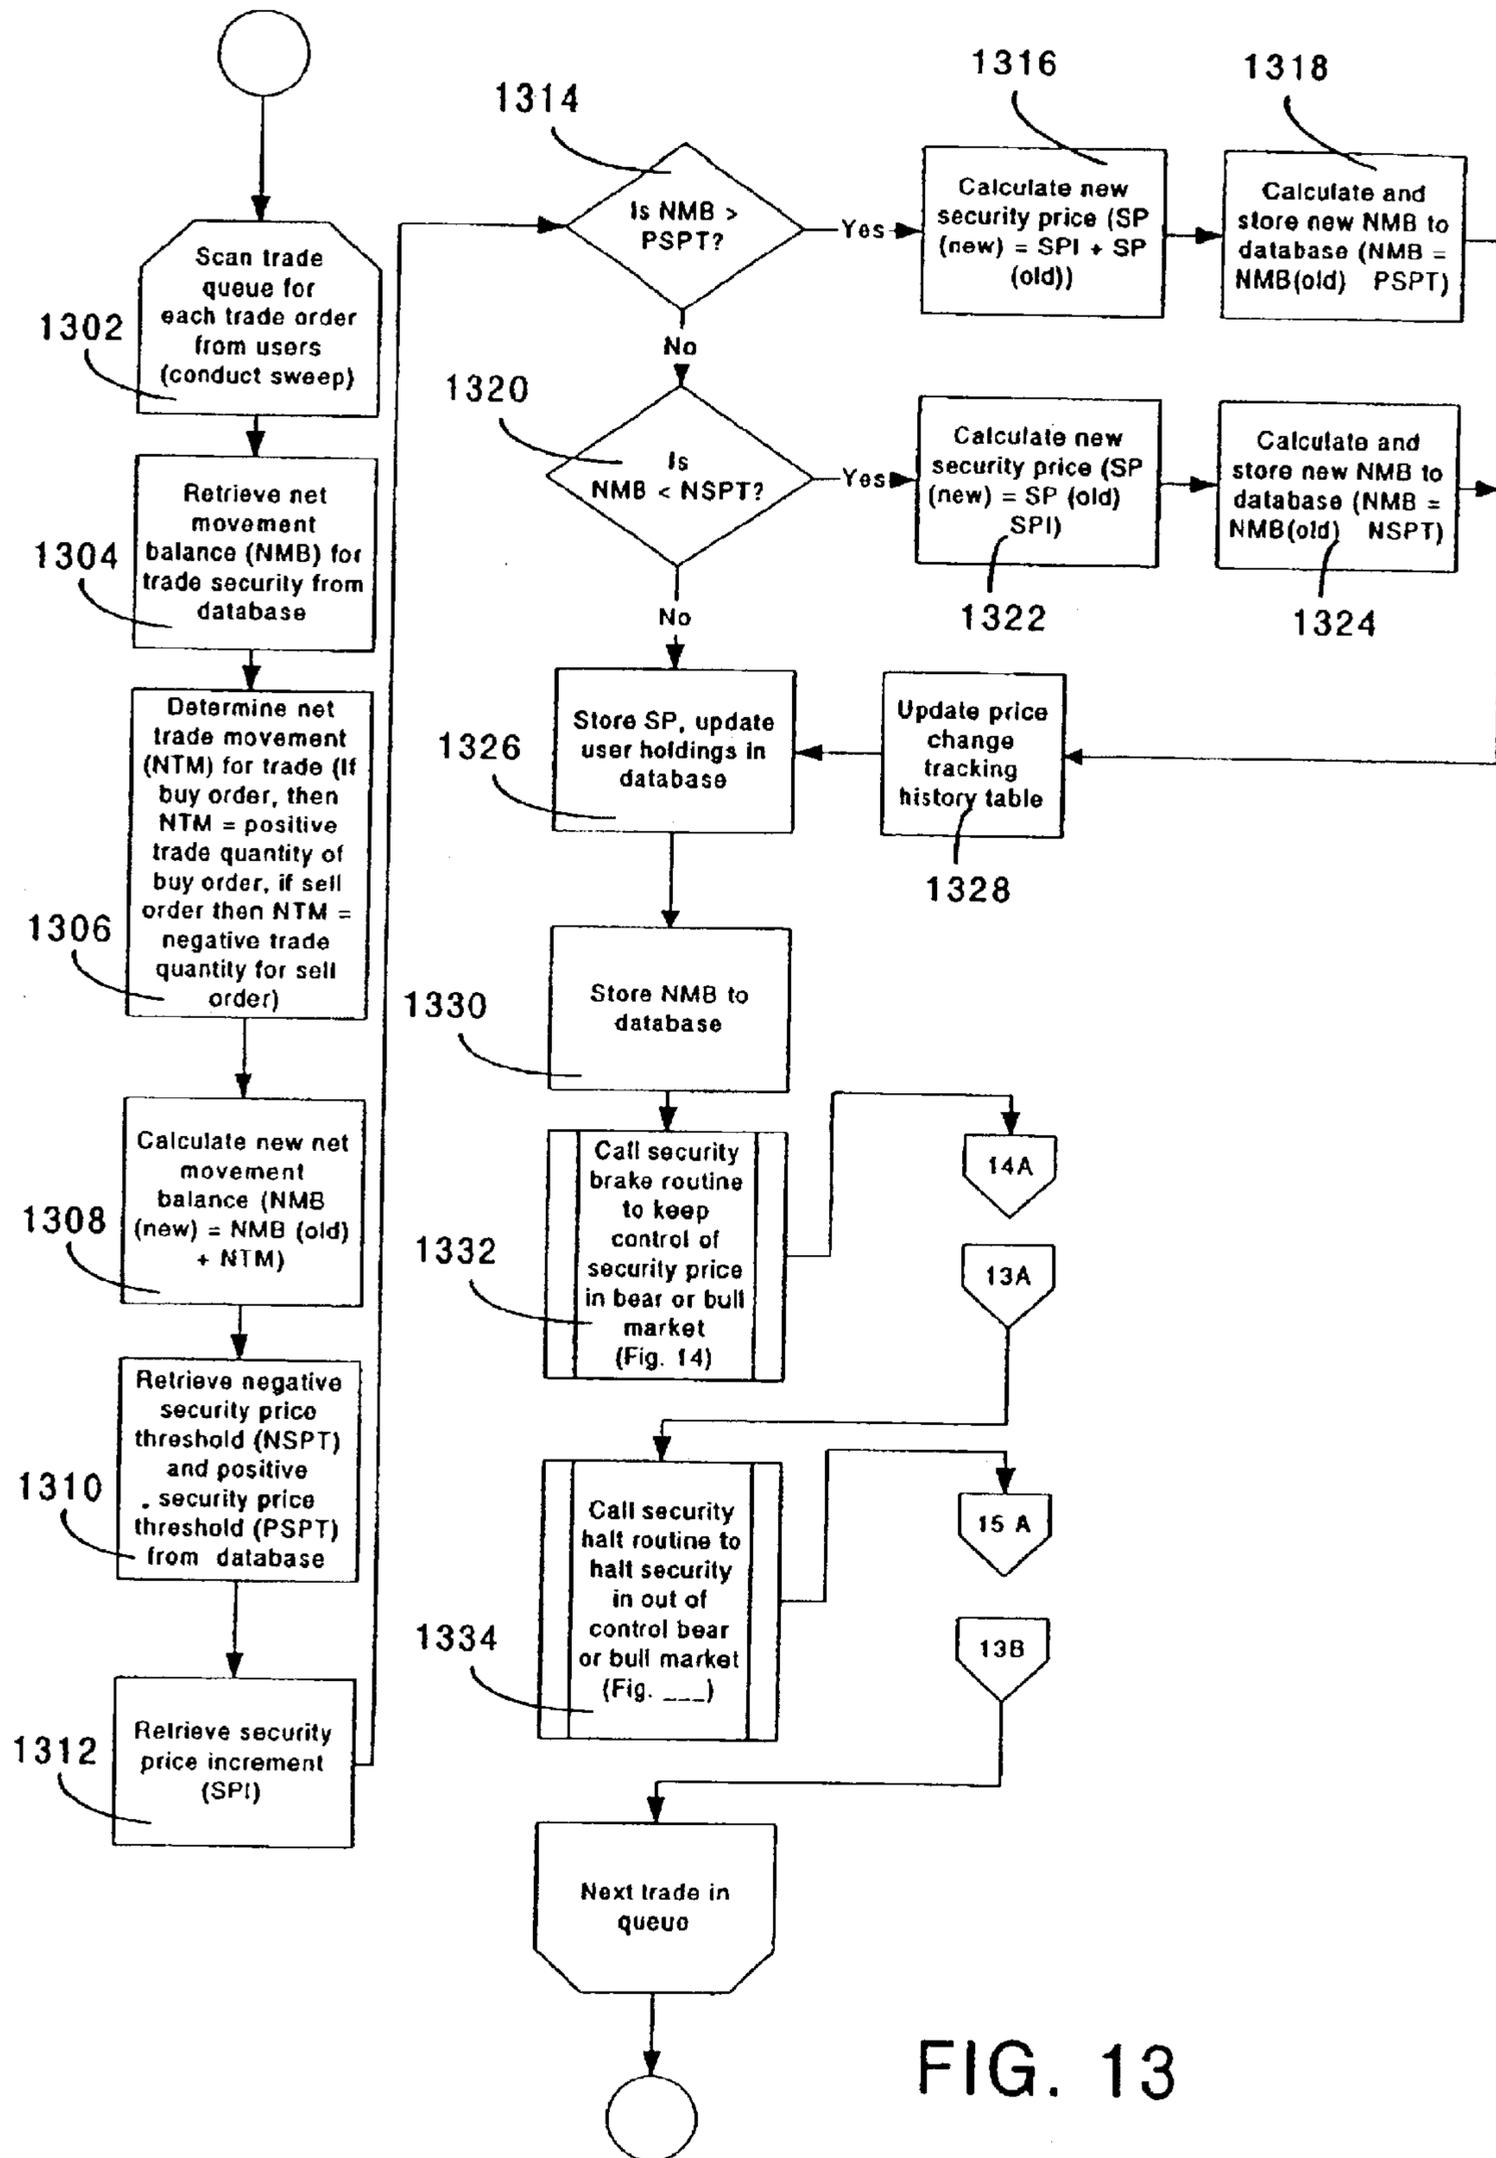 1302
Scan trade
queue for
each trade order
from users
(conduct sweep)
1304
Retrieve net
movement
balance (NMB) for
trade security from
database
1306
Determine net
trade movement
(NTM) for trade (If
buy order, then
NTM = positive
trade quantity of
buy order, if sell
order then NTM =
negative trade
quantity for sell
order)
1308
Calculate new net
movement
balance (NMB
(new) = NMB (old)
+ NTM)
1310
Retrieve negative
security price
threshold (NSPT)
and positive
security price
threshold (PSPT)
from database
1312
Retrieve security
price increment
(SPI)
1314
Is NMB >
PSPT?
Yes
1316
Calculate new
security price (SP
(new) = SPI + SP
(old))
1318
Calculate and
store new NMB to
database (NMB =
NMB(old) PSPT)
No
1320
Is
NMB < NSPT?
Yes
Calculate new
security price (SP
(new) = SP (old)
SPI)
1322
Calculate and
store new NMB to
database (NMB =
NMB(old) NSPT)
1324
No
1326
Store SP, update
user holdings in
database
Update price
change
tracking
history table
1328
1330
Store NMB to
database
1332
Call security
brake routine
to keep
control of
security price
in bear or bull
market
(Fig. 14)
14A
13A
1334
Call security
halt routine to
halt security
in out of
control bear
or bull market
(Fig. ___)
15 A
13B
Next trade in
queue
FIG. 13